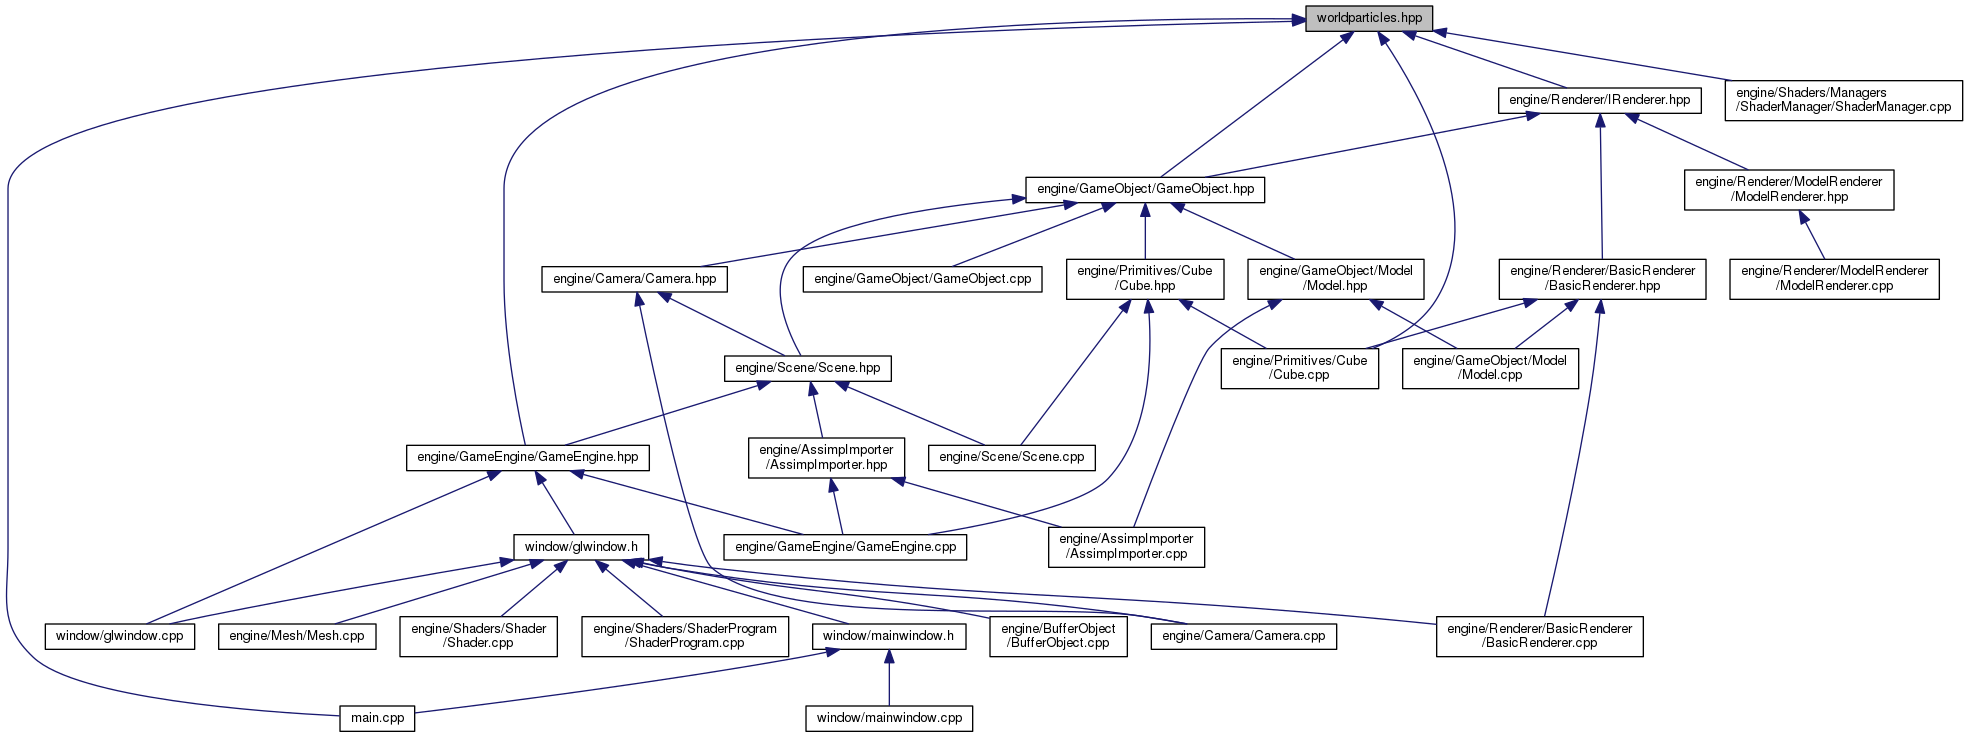 worldparticles.hpp
engine/Shaders/Managers
/ShaderManager/ShaderManager.cpp
engine/Renderer/IRenderer.hpp
engine/GameObject/GameObject.hpp
engine/Renderer/ModelRenderer
/ModelRenderer.hpp
engine/Camera/Camera.hpp
engine/GameObject/GameObject.cpp
engine/Primitives/Cube
/Cube.hpp
engine/GameObject/Model
/Model.hpp
engine/Renderer/BasicRenderer
/BasicRenderer.hpp
engine/Renderer/ModelRenderer
/ModelRenderer.cpp
engine/Scene/Scene.hpp
engine/Primitives/Cube
/Cube.cpp
engine/GameObject/Model
/Model.cpp
engine/GameEngine/GameEngine.hpp
engine/AssimpImporter
/AssimpImporter.hpp
engine/Scene/Scene.cpp
window/glwindow.h
engine/GameEngine/GameEngine.cpp
engine/AssimpImporter
/AssimpImporter.cpp
window/glwindow.cpp
engine/Mesh/Mesh.cpp
engine/Shaders/Shader
/Shader.cpp
engine/Shaders/ShaderProgram
/ShaderProgram.cpp
window/mainwindow.h
engine/BufferObject
/BufferObject.cpp
engine/Camera/Camera.cpp
engine/Renderer/BasicRenderer
/BasicRenderer.cpp
main.cpp
window/mainwindow.cpp